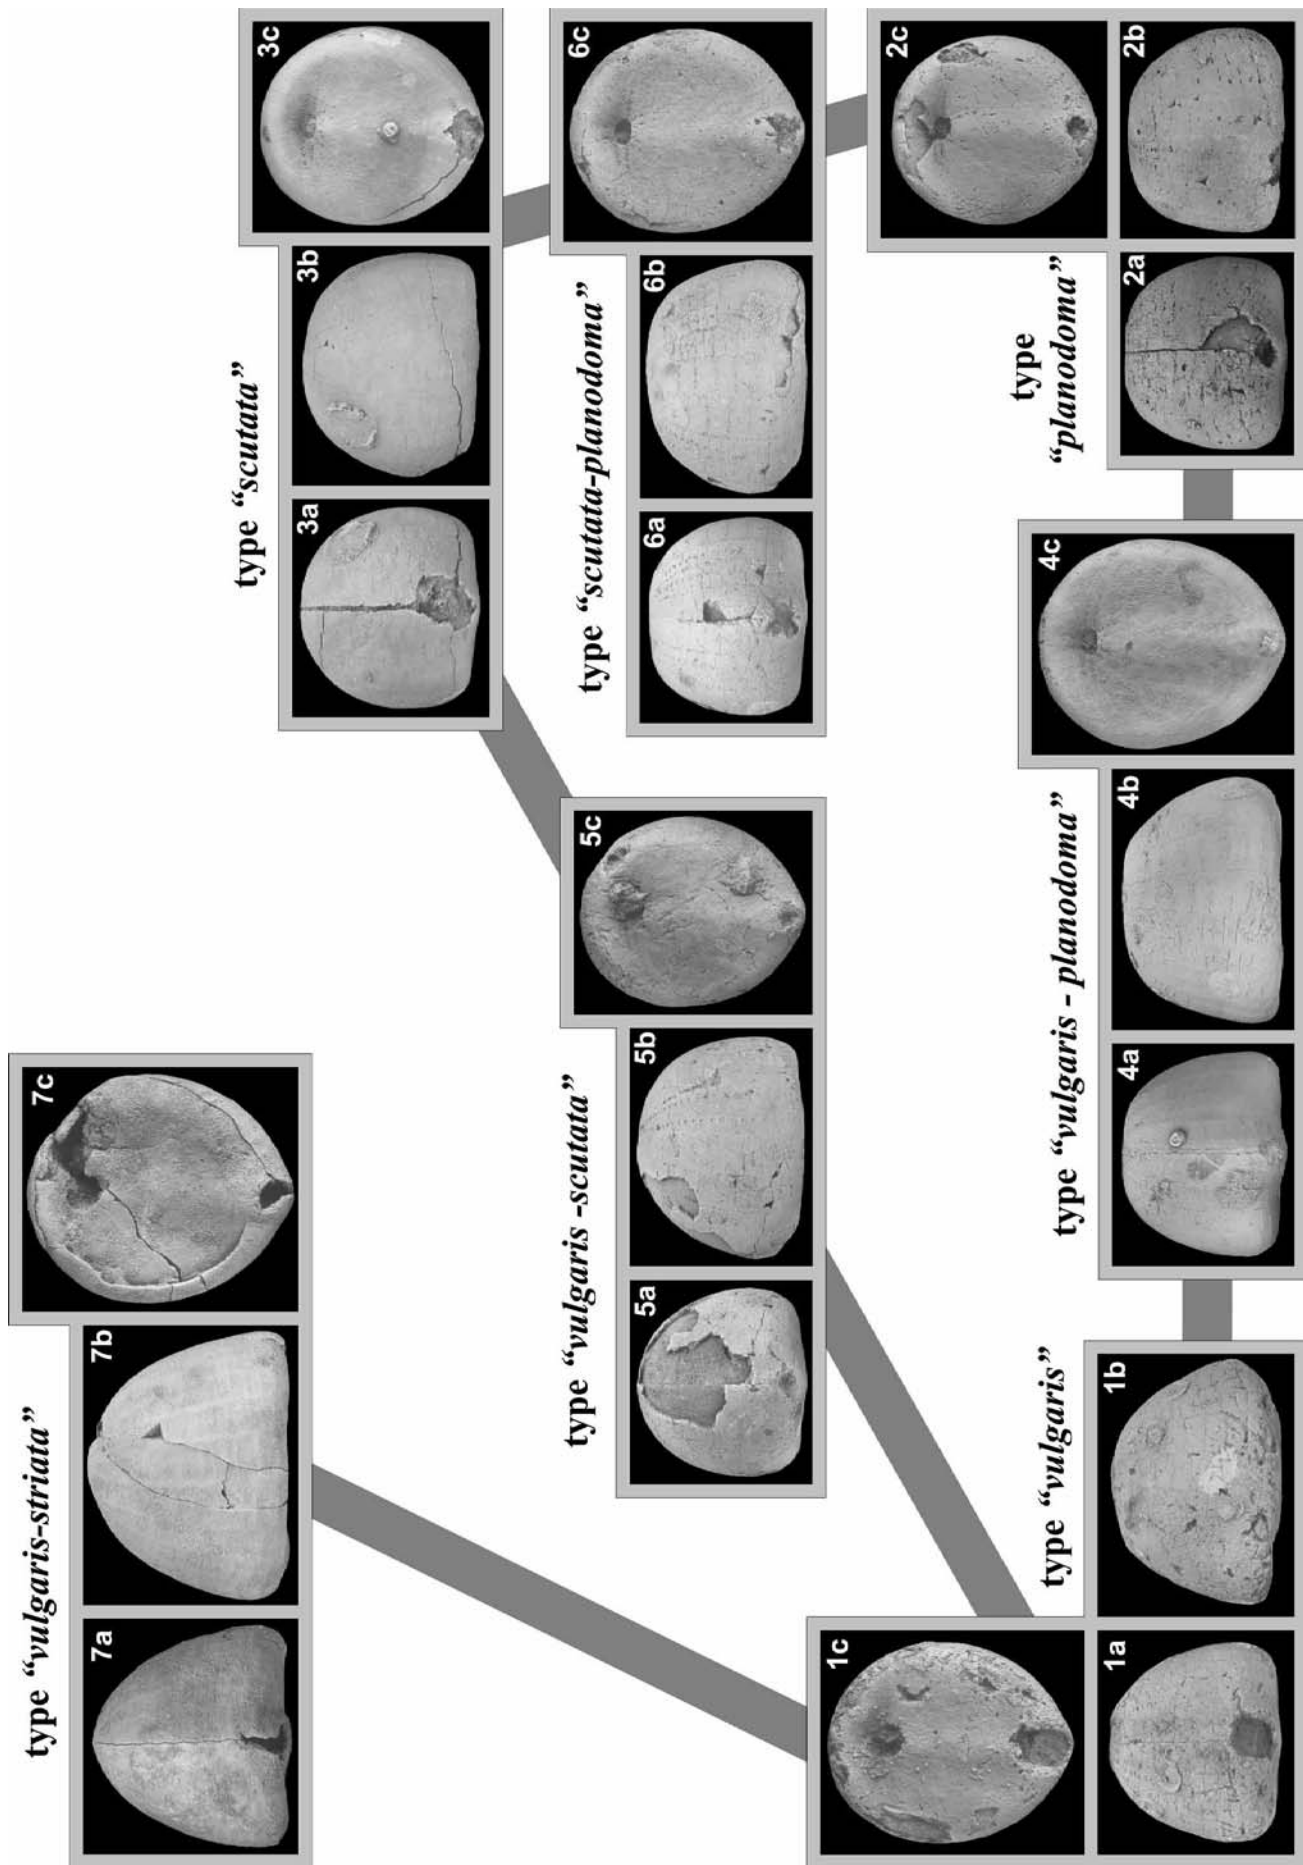 type “vulgaris-striata”
7a
7b
7c
type “scutata”
3a
3b
3c
type “vulgaris -scutata”
5a
5b
5c
type “scutata-planodoma”
6a
6b
6c
type “vulgaris”
1a
1b
1c
type “vulgaris - planodoma”
4a
4b
4c
type
“planodoma”
2a
2b
2c